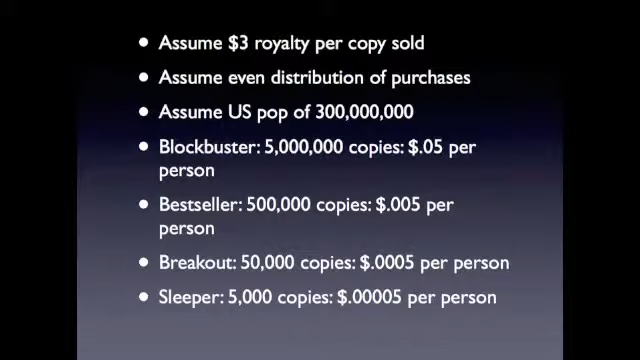 • Assume $3 royalty per copy sold
• Assume even distribution of purchases
• Assume US pop of 300,000,000
• Blockbuster: 5,000,000 copies: $.05 per
person
• Bestseller: 500,000 copies: $.005 per
person
• Breakout: 50,000 copies: $.0005 per person
• Sleeper: 5,000 copies: $.00005 per person